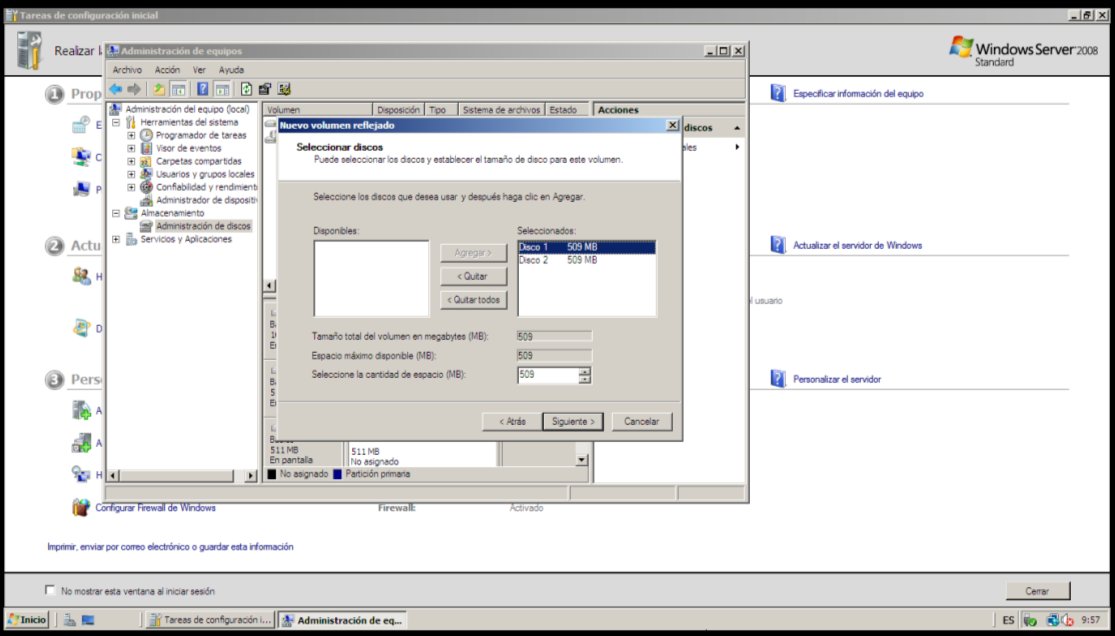 Tareas de configuración inicial
Realizar l
Windows Server 2008
Standard
Administración de equipos
Archivo Acción Ver Ayuda
Administración del equipo (local)
Herramientas del sistema
Programador de tareas
Visor de eventos
Carpetas compartidas
Usuarios y grupos locales
Confiabilidad y rendimient
Administrador de dispositiv
Almacenamiento
Administración de discos
Servicios y Aplicaciones
Volumen Disposición Tipo Sistema de archivos Estado
Acciones
discos
ales
Nuevo volumen reflejado
Seleccionar discos
Puede seleccionar los discos y establecer el tamaño de disco para este volumen.
Seleccione los discos que desea usar y después haga clic en Agregar.
Disponibles:
Seleccionados:
Agregar >
< Quitar
< Quitar todos
Disco 1 509 MB
Disco 2 509 MB
Tamaño total del volumen en megabytes (MB): 509
Espacio máximo disponible (MB): 509
Seleccione la cantidad de espacio (MB): 509
< Atrás Siguiente > Cancelar
511 MB
En pantalla
511 MB
No asignado
No asignado Partición primaria
1 Prop
2 Actu
3 Pers
Especificar información del equipo
Actualizar el servidor de Windows
l usuario
Personalizar el servidor
Configurar Firewall de Windows
Firewall: Activado
Imprimir, enviar por correo electrónico o guardar esta información
No mostrar esta ventana al iniciar sesión
Cerrar
Inicio
Tareas de configuración i...
Administración de eq...
ES 9:57